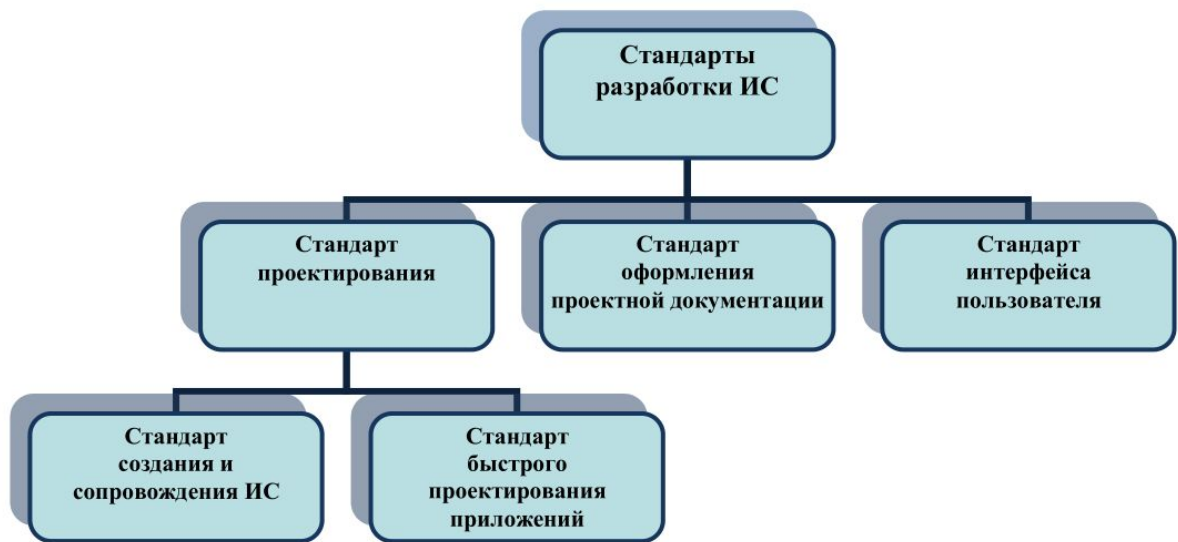 Стандарты
разработки ИС
Стандарт
проектирования
Стандарт
оформления
проектной документации
Стандарт
интерфейса
пользователя
Стандарт
создания и
сопровождения ИС
Стандарт
быстрого
проектирования
приложений